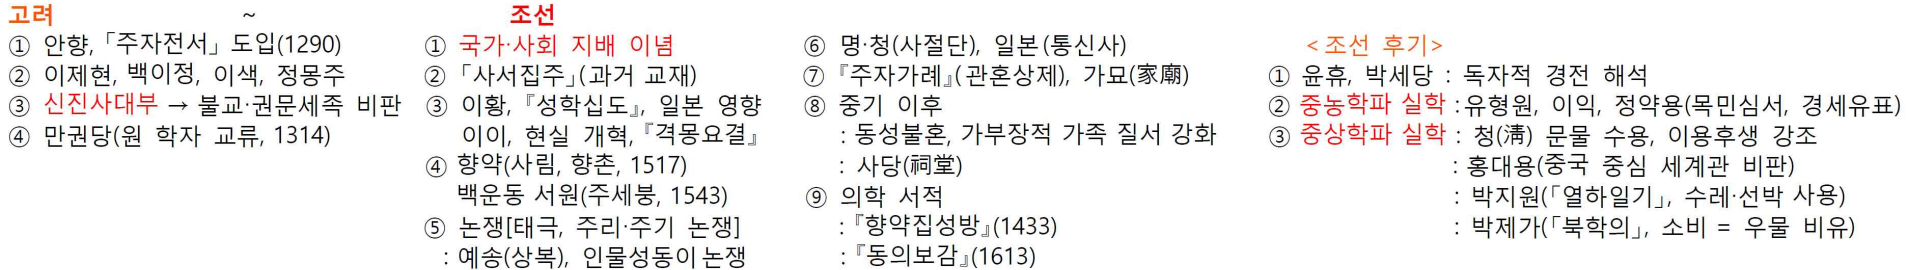 고려 ~
① 안향, 「주자전서」 도입(1290)
② 이제현, 백이정, 이색, 정몽주
③ 신진사대부 → 불교·권문세족 비판
④ 만권당(원 학자 교류, 1314)
조선
① 국가·사회 지배 이념
② 「사서집주」(과거 교재)
③ 이황, 『성학십도』, 일본 영향
이이, 현실 개혁, 『격몽요결』
④ 향약(사림, 향촌, 1517)
백운동 서원(주세붕, 1543)
⑤ 논쟁[태극, 주리·주기 논쟁]
: 예송(상복), 인물성동이 논쟁
⑥ 명·청(사절단), 일본(통신사)
⑦ 『주자가례』(관혼상제), 가묘(家廟)
⑧ 중기 이후
: 동성불혼, 가부장적 가족 질서 강화
: 사당(祠堂)
⑨ 의학 서적
: 『향약집성방』(1433)
: 『동의보감』(1613)
<조선 후기>
① 윤휴, 박세당 : 독자적 경전 해석
② 중농학파 실학 :유형원, 이익, 정약용(목민심서, 경세유표)
③ 중상학파 실학 : 청(淸) 문물 수용, 이용후생 강조
: 홍대용(중국 중심 세계관 비판)
: 박지원(「열하일기」, 수레·선박 사용)
: 박제가(「북학의」, 소비 = 우물 비유)